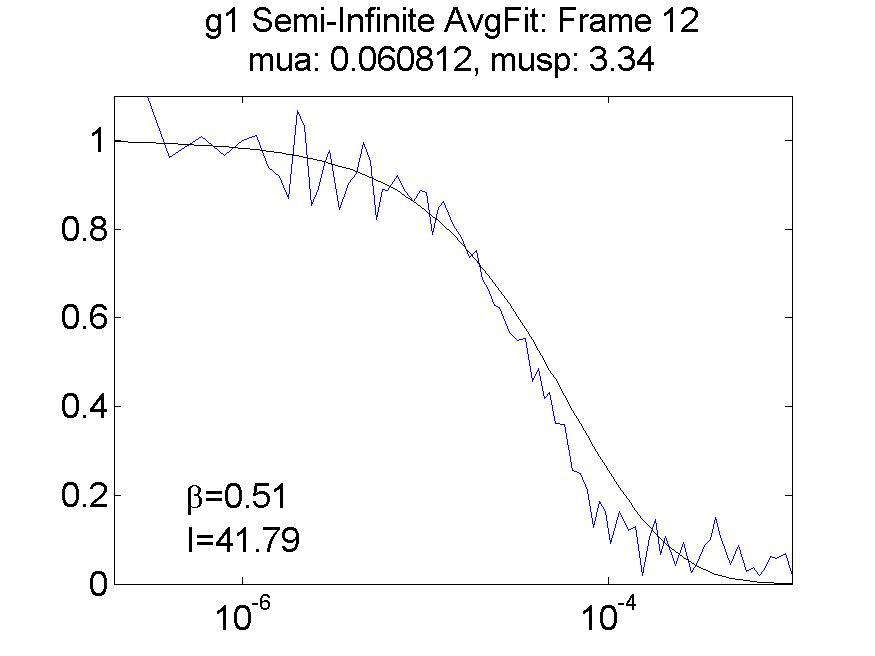 g1 Semi-Infinite AvgFit: Frame 12
mua: 0.060812, musp: 3.34
1
0.8
0.6
0.4
0.2
0
β=0.51
I=41.79
10^-6
10^-4